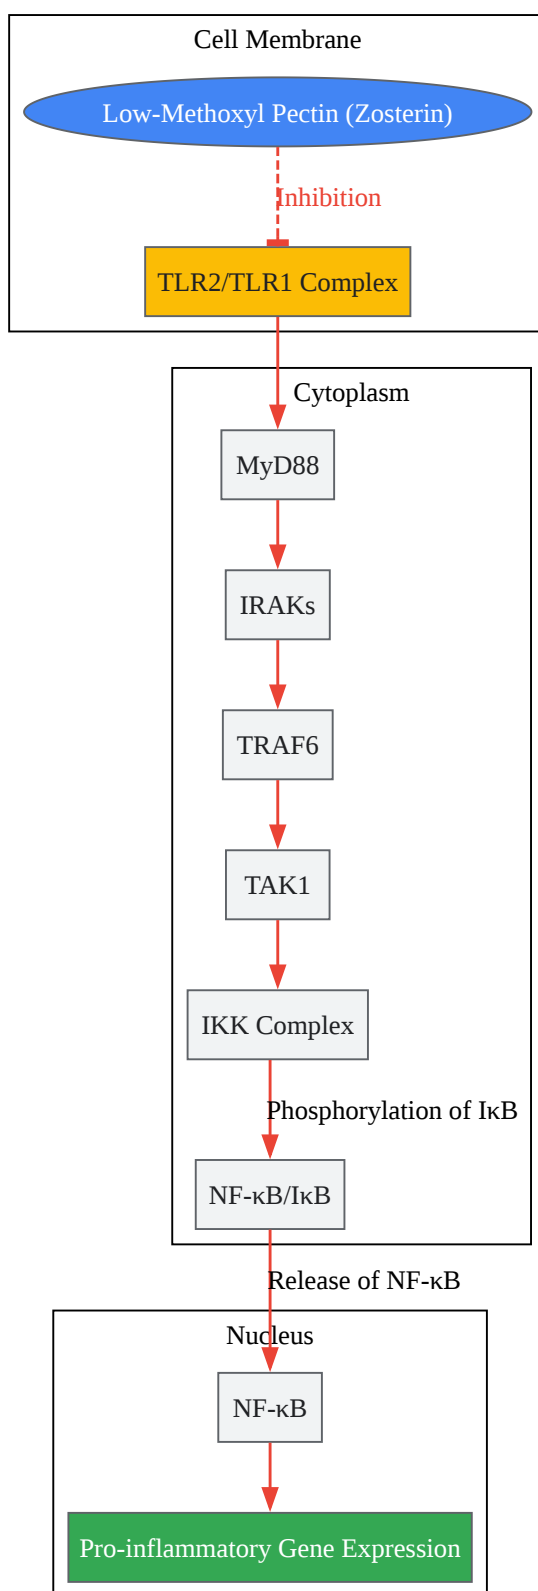 Cell Membrane
Low-Methoxyl Pectin (Zosterin)
Inhibition
TLR2/TLR1 Complex
Cytoplasm
MyD88
IRAKs
TRAF6
TAK1
IKK Complex
Phosphorylation of IκB
NF-κB/IκB
Release of NF-κB
Nucleus
NF-κB
Pro-inflammatory Gene Expression